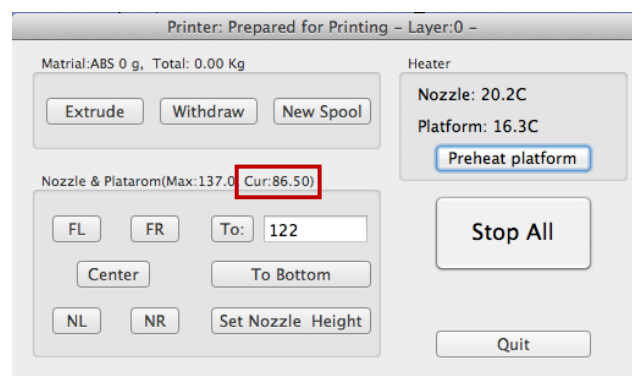 Printer: Prepared for Printing – Layer:0 –
Matrial:ABS 0 g, Total: 0.00 Kg
Extrude
Withdraw
New Spool
Heater
Nozzle: 20.2C
Platform: 16.3C
Preheat platform
Nozzle & Platarom(Max:137.0 Cur:86.50)
FL
FR
To:
122
Center
To Bottom
NL
NR
Set Nozzle Height
Stop All
Quit